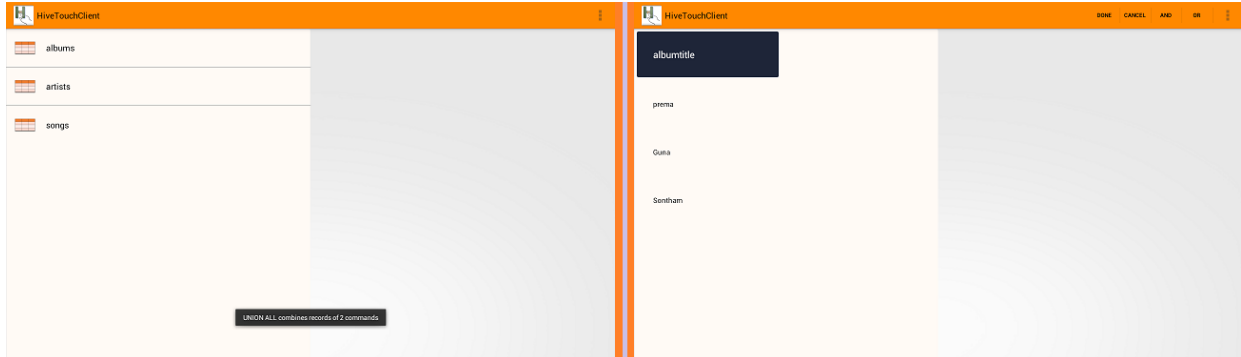 HiveTouchClient
albums
artists
songs
UNION ALL combines records of 2 commands
HiveTouchClient
DONE CANCEL AND OR
albumtitle
prema
Guna
Sontham